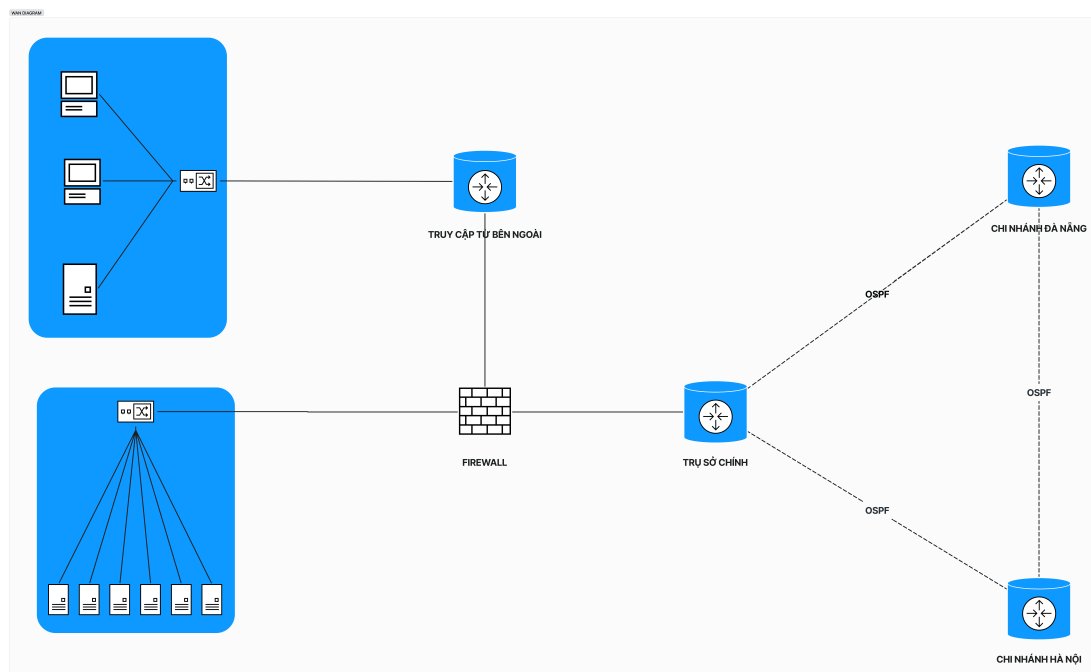 WAN DIAGRAM
TRUY CẬP TỪ BÊN NGOÀI
CHI NHÁNH ĐÀ NẴNG
OSPF
OSPF
FIREWALL
TRỤ SỞ CHÍNH
OSPF
CHI NHÁNH HÀ NỘI